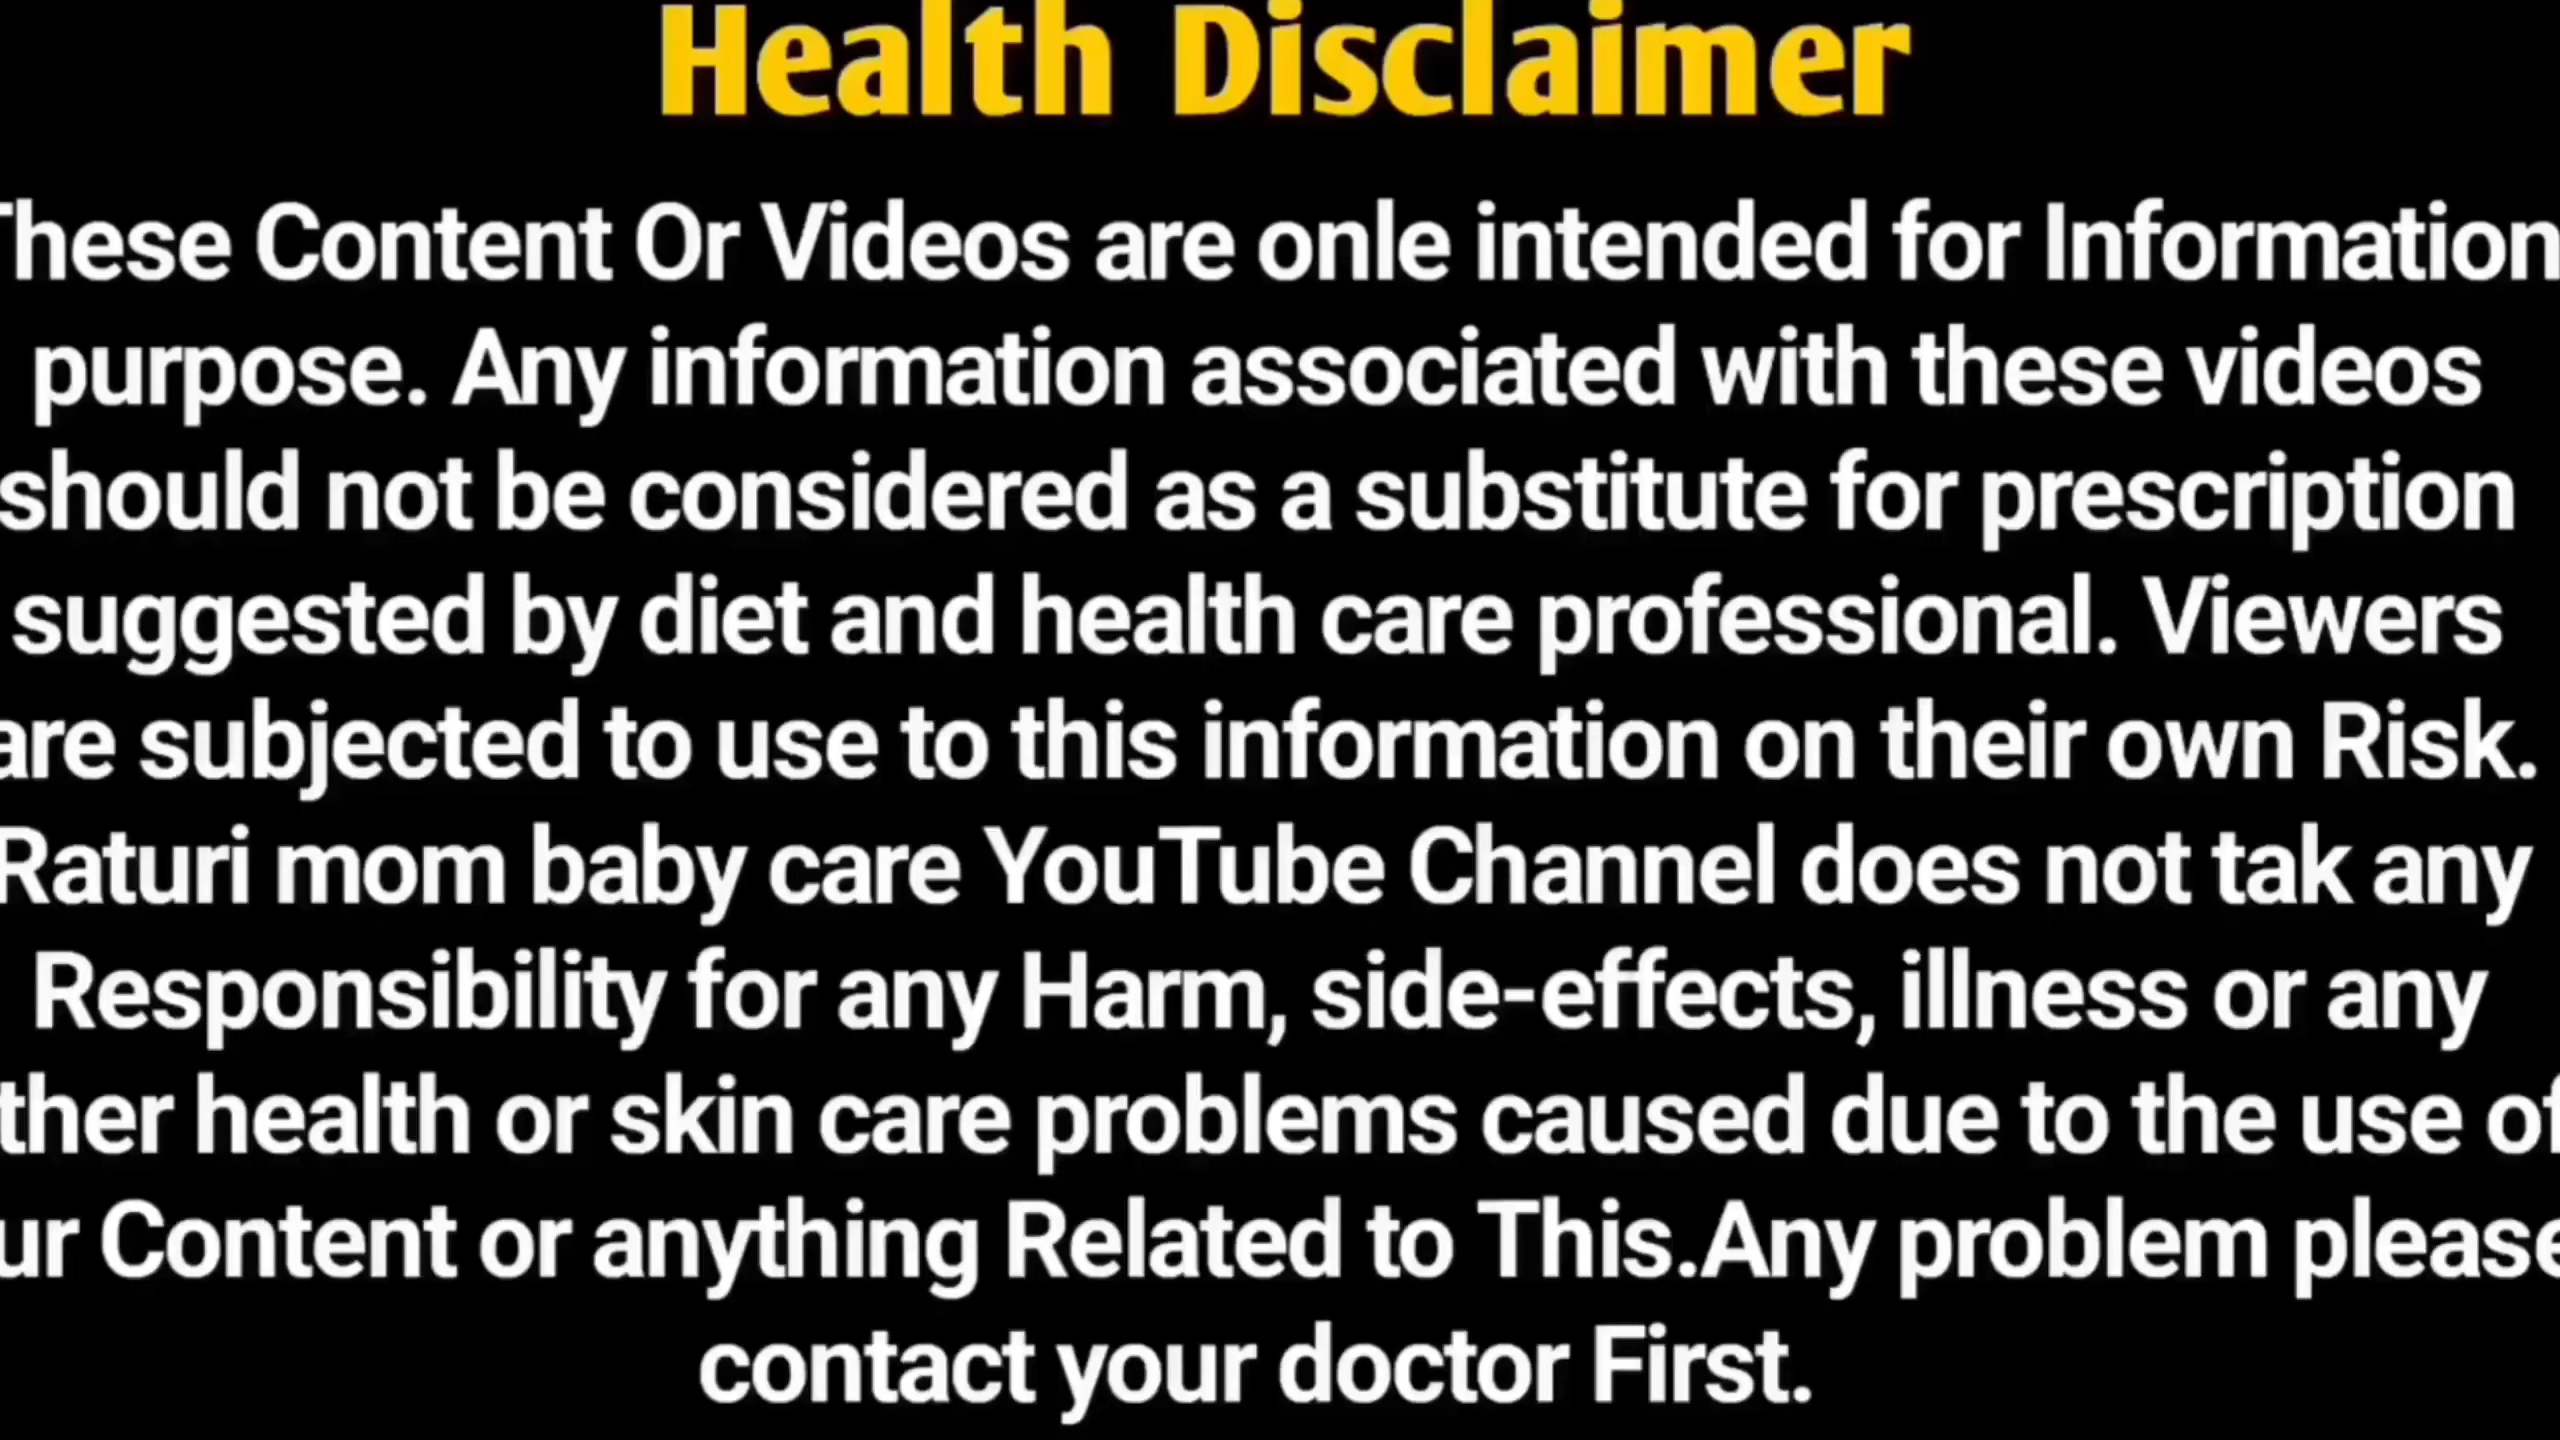 Health Disclaimer
These Content Or Videos are onle intended for Information
purpose. Any information associated with these videos
should not be considered as a substitute for prescription
suggested by diet and health care professional. Viewers
are subjected to use to this information on their own Risk.
Raturi mom baby care YouTube Channel does not tak any
Responsibility for any Harm, side-effects, illness or any
ther health or skin care problems caused due to the use of
ur Content or anything Related to This.Any problem please
contact your doctor First.